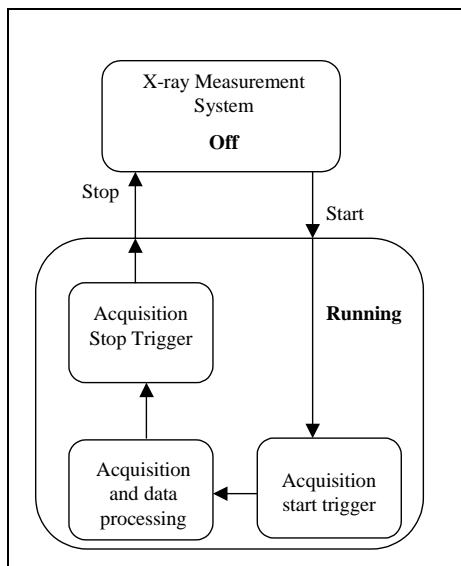 X-ray Measurement
System
Off
Stop
Start
Acquisition
Stop Trigger
Running
Acquisition
and data
processing
Acquisition
start trigger